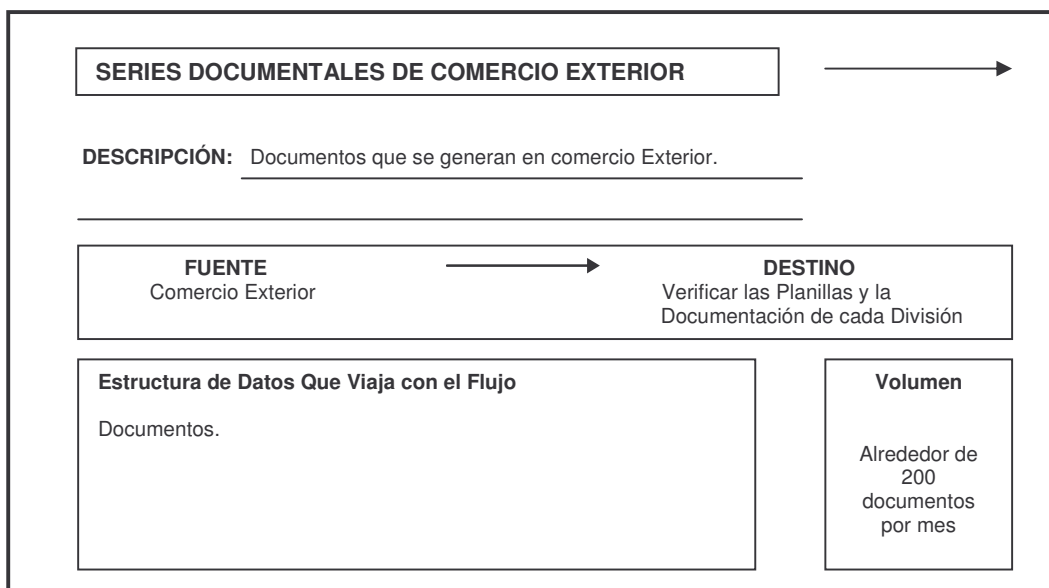 SERIES DOCUMENTALES DE COMERCIO EXTERIOR
DESCRIPCIÓN: Documentos que se generan en comercio Exterior.
FUENTE
Comercio Exterior
DESTINO
Verificar las Planillas y la
Documentación de cada División
Estructura de Datos Que Viaja con el Flujo
Documentos.
Volumen
Alrededor de
200
documentos
por mes